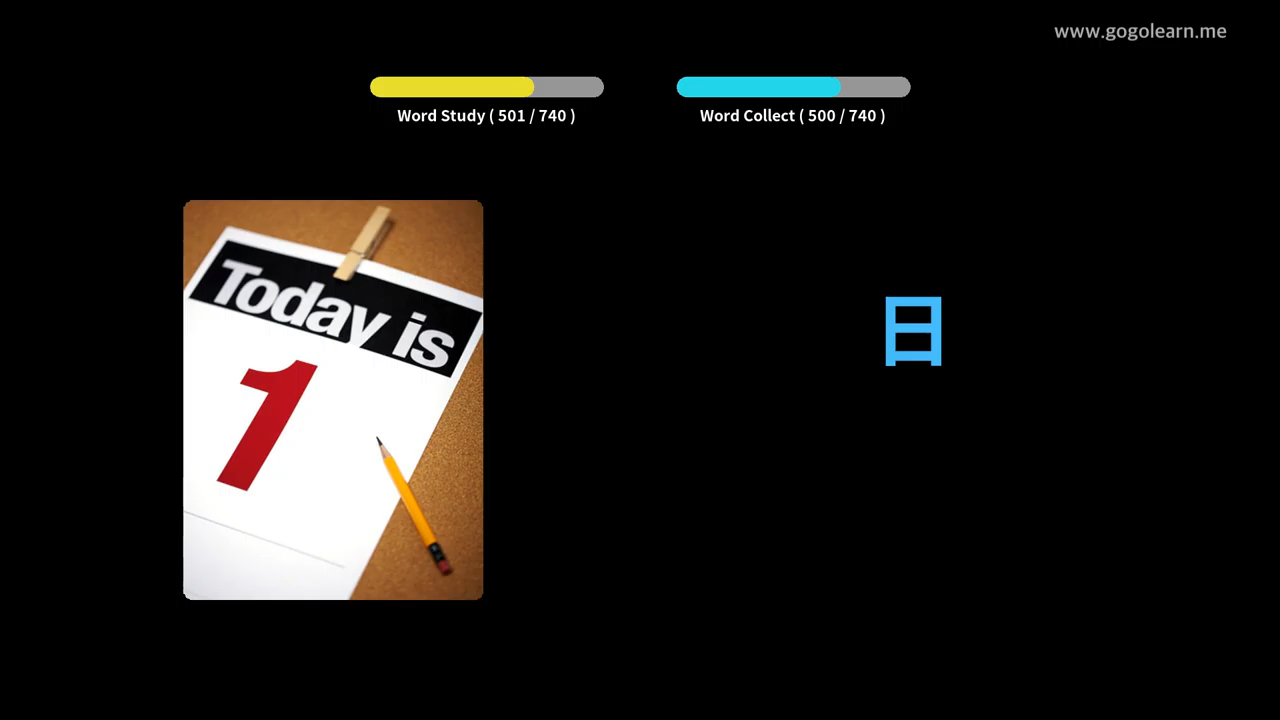 www.gogolearn.me
Word Study ( 501 / 740 )
Word Collect ( 500 / 740 )
Today is
1
日